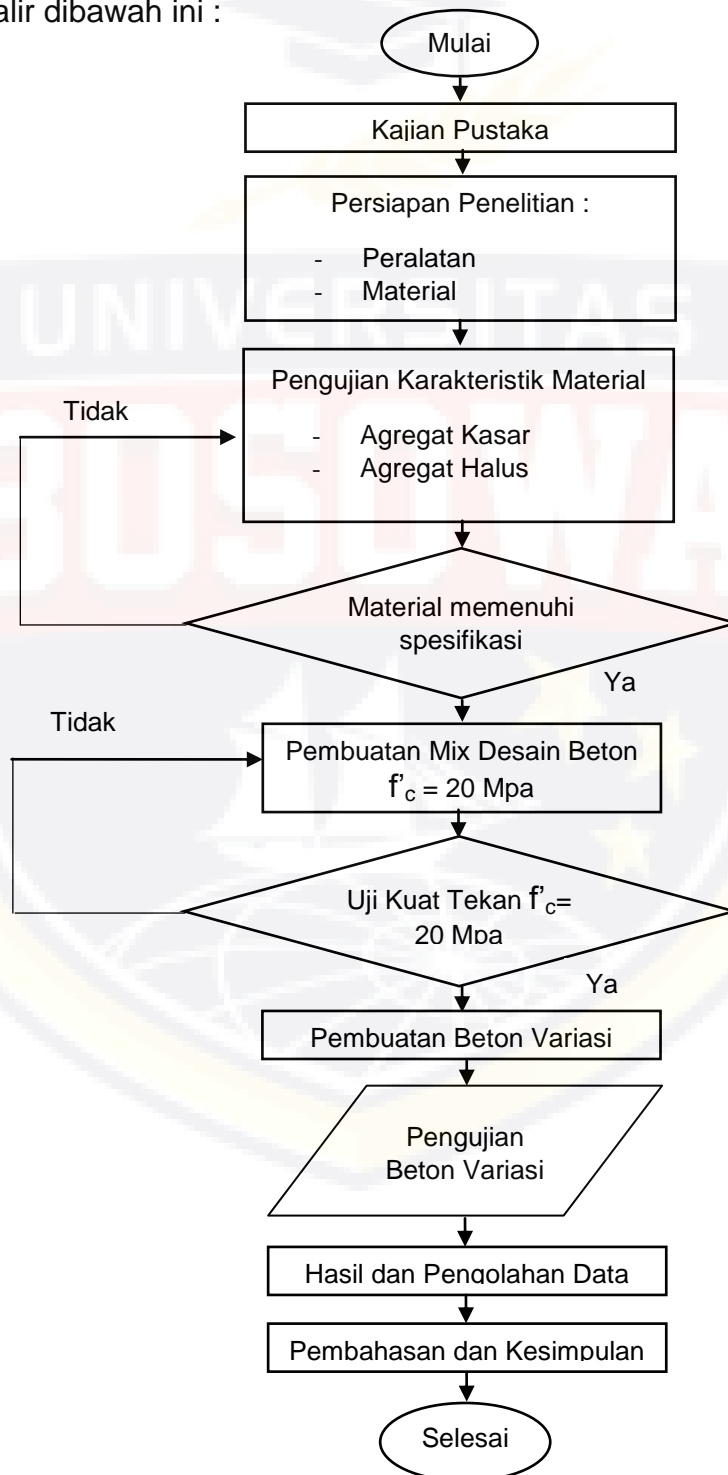 alir dibawah ini :
Mulai
Kajian Pustaka
Persiapan Penelitian :
- Peralatan
- Material
Pengujian Karakteristik Material
Tidak
- Agregat Kasar
- Agregat Halus
Material memenuhi
spesifikasi
Ya
Tidak
Pembuatan Mix Desain Beton
f'c = 20 Mpa
Uji Kuat Tekan f'c=
20 Mpa
Ya
Pembuatan Beton Variasi
Pengujian
Beton Variasi
Hasil dan Pengolahan Data
Pembahasan dan Kesimpulan
Selesai
UNIVERSITAS
BOSOWA